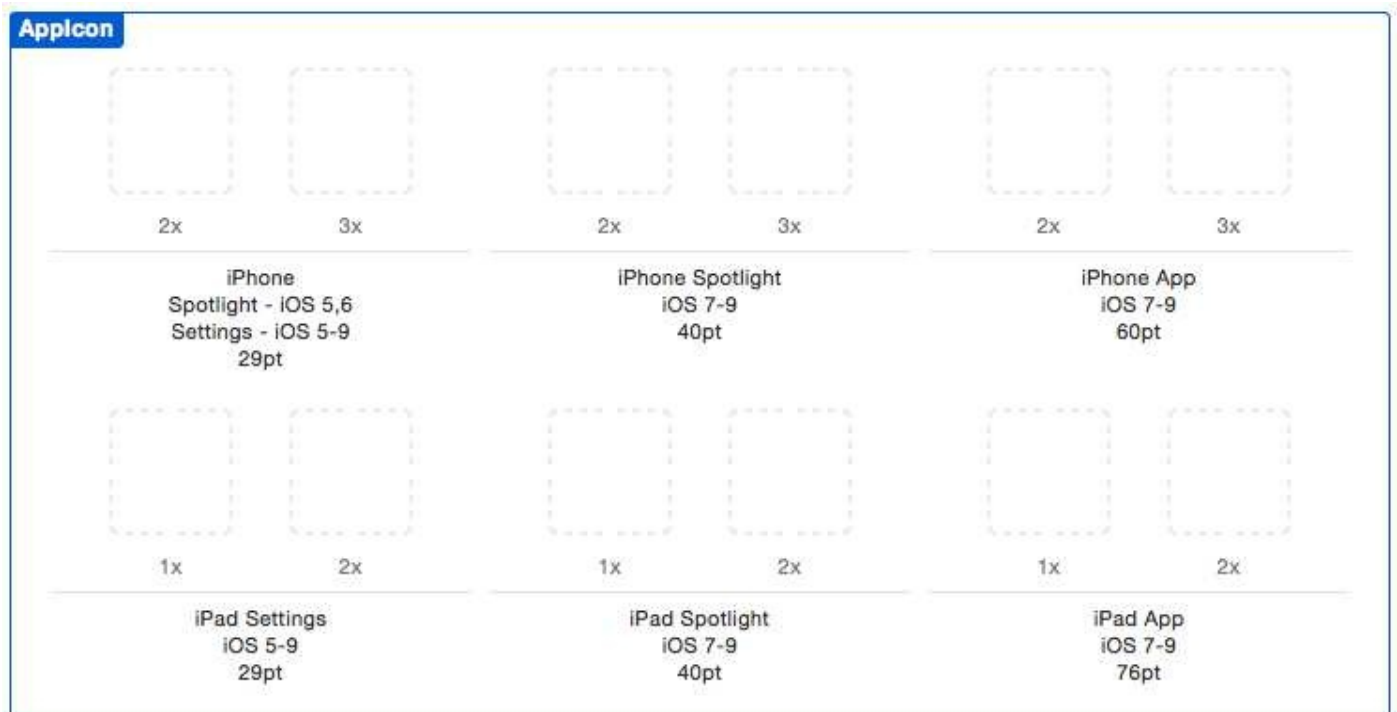 AppIcon
2x 3x 2x 3x 2x 3x
iPhone
Spotlight - iOS 5,6
Settings - iOS 5-9
29pt
iPhone Spotlight
iOS 7-9
40pt
iPhone App
iOS 7-9
60pt
1x 2x 1x 2x 1x 2x
iPad Settings
iOS 5-9
29pt
iPad Spotlight
iOS 7-9
40pt
iPad App
iOS 7-9
76pt